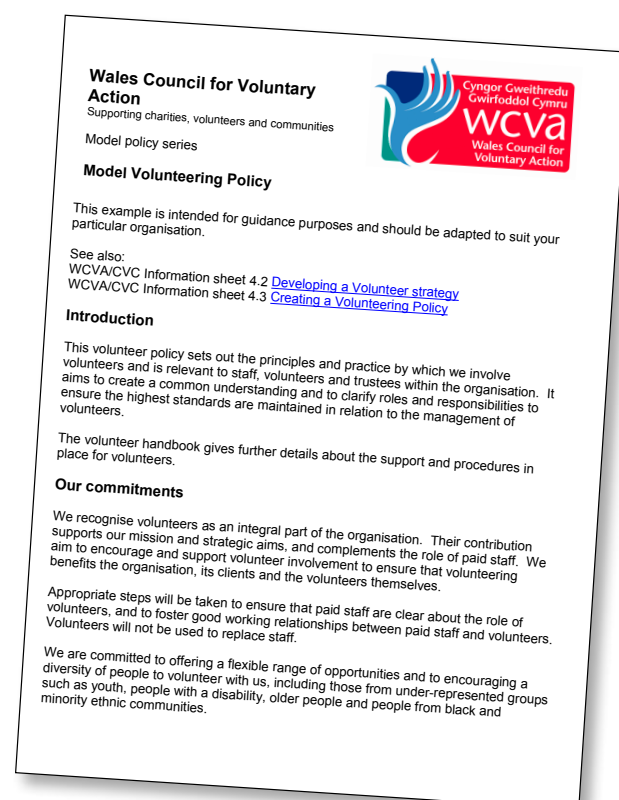 Wales Council for Voluntary
Action
Supporting charities, volunteers and communities
Model policy series
Cyngor Gweithredu
Gwirfoddol Cymru
wcva
Wales Council for
Voluntary Action
Model Volunteering Policy
This example is intended for guidance purposes and should be adapted to suit your
particular organisation.
See also:
WCVA/CVC Information sheet 4.2 Developing a Volunteer strategy
WCVA/CVC Information sheet 4.3 Creating a Volunteering Policy
Introduction
This volunteer policy sets out the principles and practice by which we involve
volunteers and is relevant to staff, volunteers and trustees within the organisation. It
aims to create a common understanding and to clarify roles and responsibilities to
ensure the highest standards are maintained in relation to the management of
volunteers.
The volunteer handbook gives further details about the support and procedures in
place for volunteers.
Our commitments
We recognise volunteers as an integral part of the organisation. Their contribution
supports our mission and strategic aims, and complements the role of paid staff. We
aim to encourage and support volunteer involvement to ensure that volunteering
benefits the organisation, its clients and the volunteers themselves.
Appropriate steps will be taken to ensure that paid staff are clear about the role of
volunteers, and to foster good working relationships between paid staff and volunteers.
Volunteers will not be used to replace staff.
We are committed to offering a flexible range of opportunities and to encouraging a
diversity of people to volunteer with us, including those from under-represented groups
such as youth, people with a disability, older people and people from black and
minority ethnic communities.